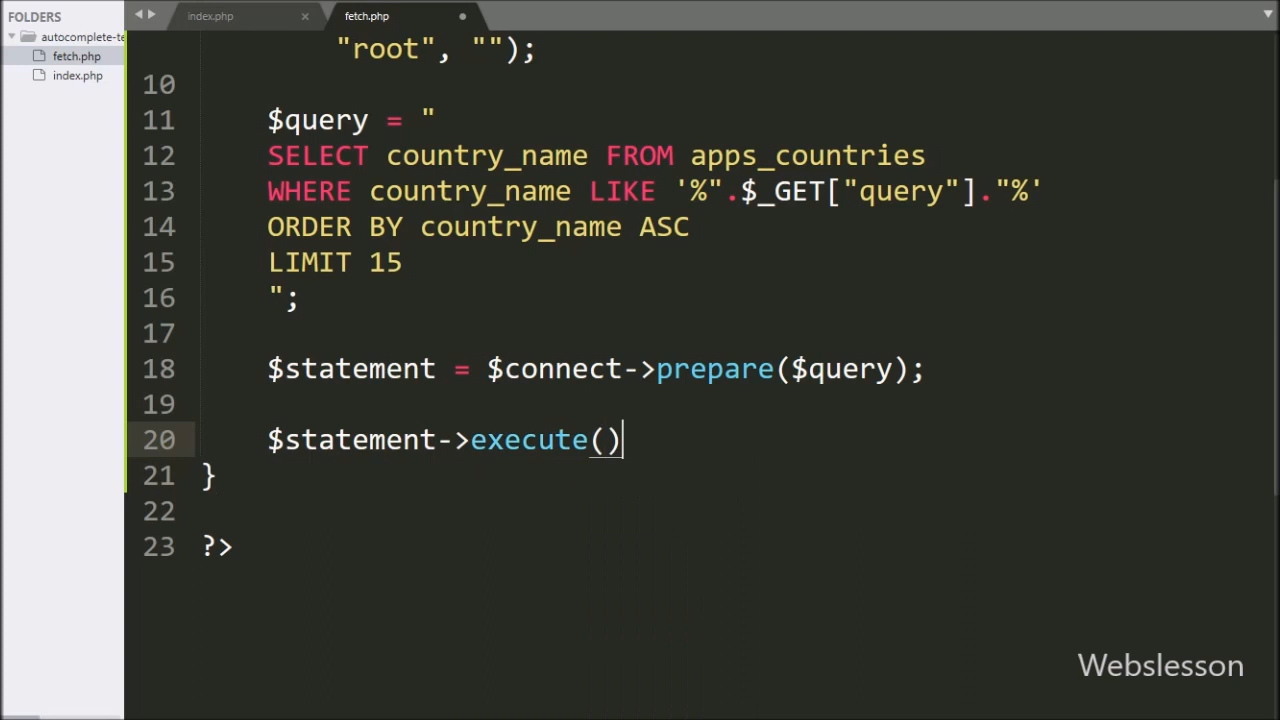 FOLDERS
autocomplete-te
fetch.php
index.php
index.php
fetch.php
"root", "");
10
11 $query = "
12 SELECT country_name FROM apps_countries
13 WHERE country_name LIKE '%".$_GET["query"]."%'
14 ORDER BY country_name ASC
15 LIMIT 15
16 ";
17
18 $statement = $connect->prepare($query);
19
20 $statement->execute()
21 }
22
23 ?>
Webslesson